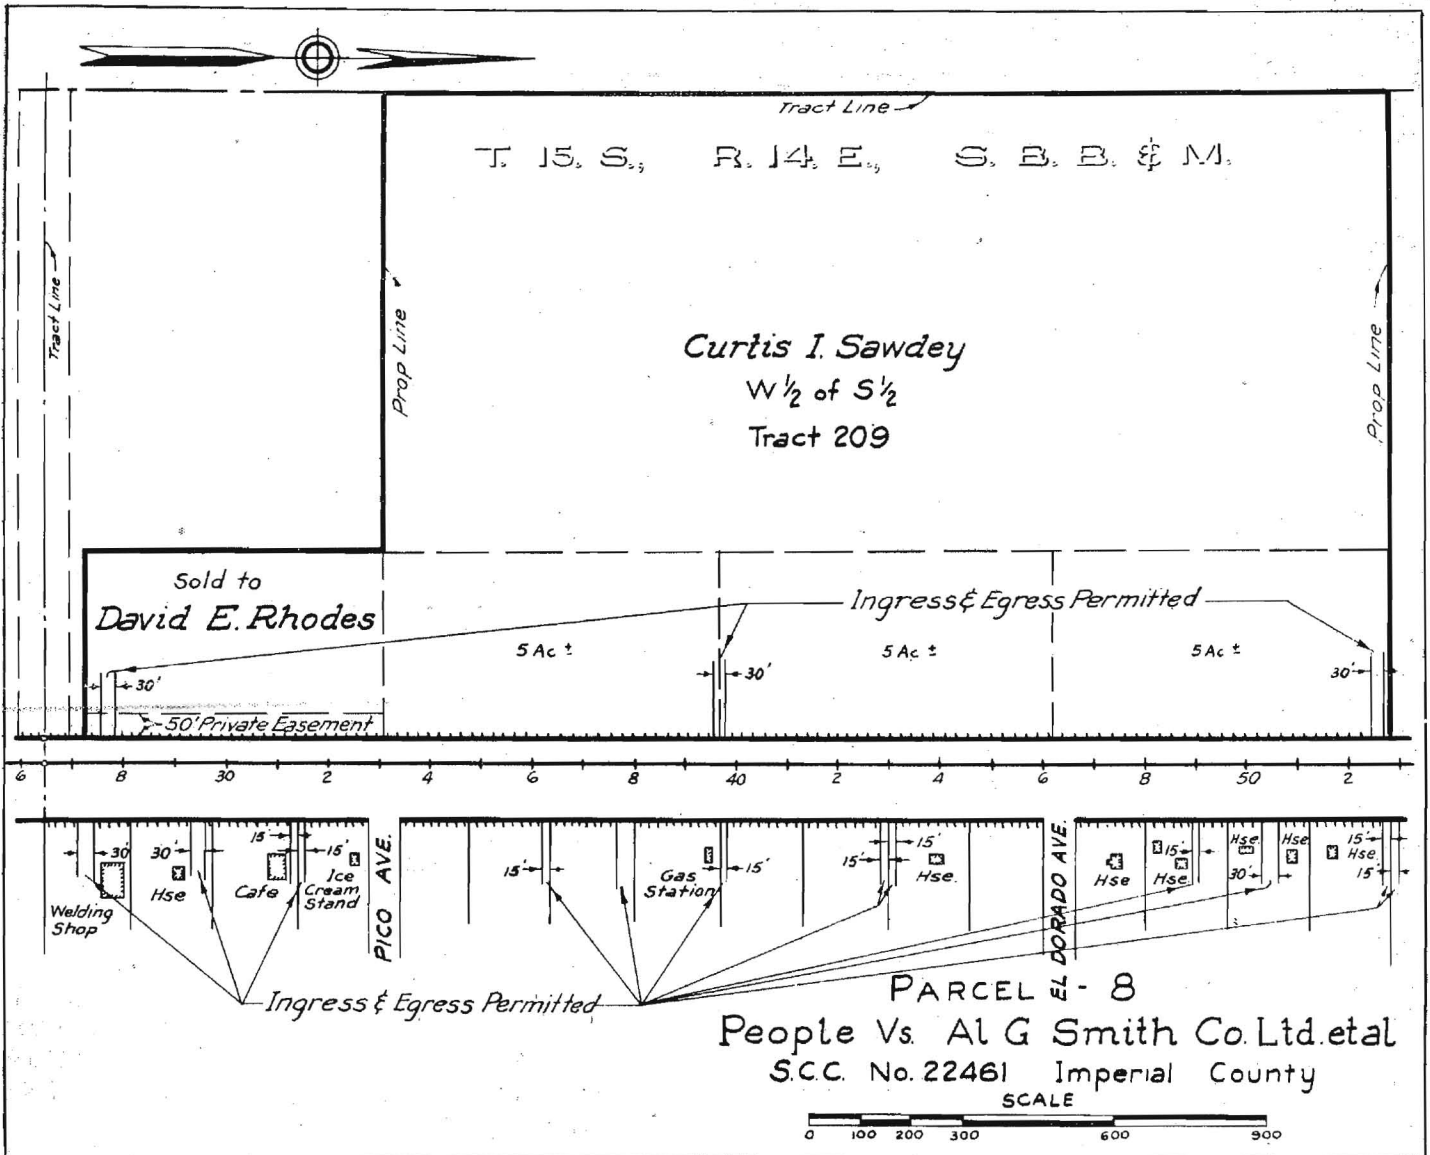 Tract Line
T. 15. S., R. 14. E., S. B. B. & M.
Tract Line
Prop Line
Prop Line
Curtis I. Sawdey
W ½ of S ½
Tract 209
Sold to
David E. Rhodes
Ingress & Egress Permitted
5 Ac ±
5 Ac ±
5 Ac ±
30'
30'
30'
50' Private Easement
6 8 30 2 4 6 8 40 2 4 6 8 50 2
30'
30'
15'
15'
15'
15'
15'
15'
15'
30'
15'
15'
Welding
Shop
Hse
Cafe
Ice
Cream
Stand
PICO AVE.
Gas
Station
Hse.
EL DORADO AVE.
Hse
Hse
Hse.
Hse.
Hse.
Ingress & Egress Permitted
PARCEL - 8
People Vs. Al G Smith Co. Ltd. etal
S.C.C. No. 22461 Imperial County
SCALE
0 100 200 300 600 900